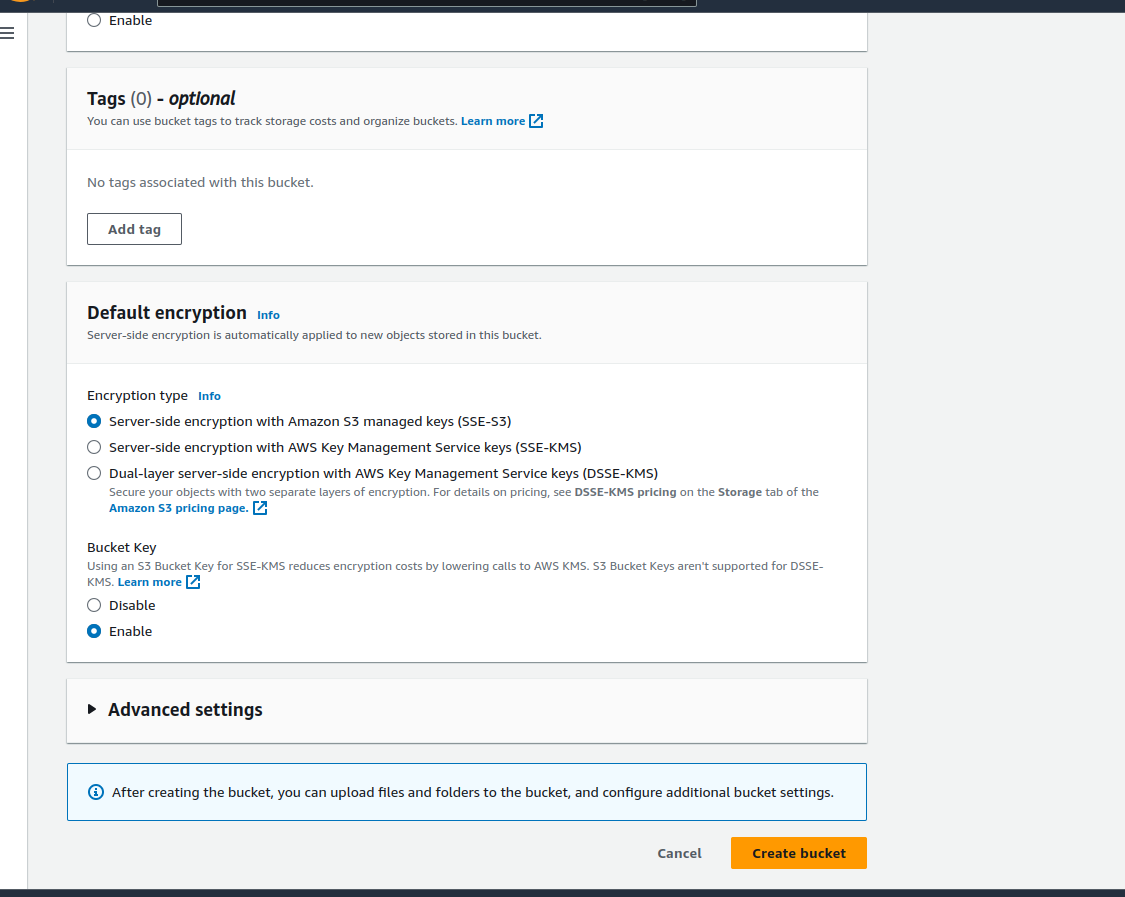 Enable
Tags (0) - optional
You can use bucket tags to track storage costs and organize buckets. Learn more
No tags associated with this bucket.
Add tag
Default encryption Info
Server-side encryption is automatically applied to new objects stored in this bucket.
Encryption type Info
Server-side encryption with Amazon S3 managed keys (SSE-S3)
Server-side encryption with AWS Key Management Service keys (SSE-KMS)
Dual-layer server-side encryption with AWS Key Management Service keys (DSSE-KMS)
Secure your objects with two separate layers of encryption. For details on pricing, see DSSE-KMS pricing on the Storage tab of the
Amazon S3 pricing page.
Bucket Key
Using an S3 Bucket Key for SSE-KMS reduces encryption costs by lowering calls to AWS KMS. S3 Bucket Keys aren't supported for DSSE-
KMS. Learn more
Disable
Enable
Advanced settings
After creating the bucket, you can upload files and folders to the bucket, and configure additional bucket settings.
Cancel
Create bucket